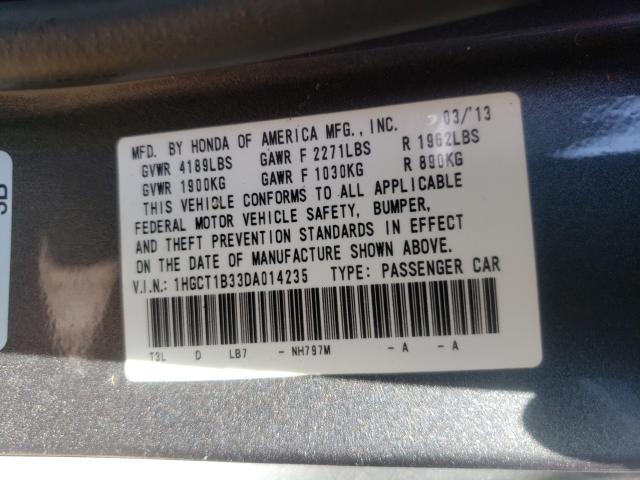 MFD. BY HONDA OF AMERICA MFG., INC. 03/'13
GVWR 4189LBS GAWR F 2271LBS R 1962LBS
GVWR 1900KG GAWR F 1030KG R 890KG
THIS VEHICLE CONFORMS TO ALL APPLICABLE
FEDERAL MOTOR VEHICLE SAFETY, BUMPER,
AND THEFT PREVENTION STANDARDS IN EFFECT
ON THE DATE OF MANUFACTURE SHOWN ABOVE.
V.I.N: 1HGCT1B33DA014235 TYPE: PASSENGER CAR
T3L D LB7 - NH797M - A - A